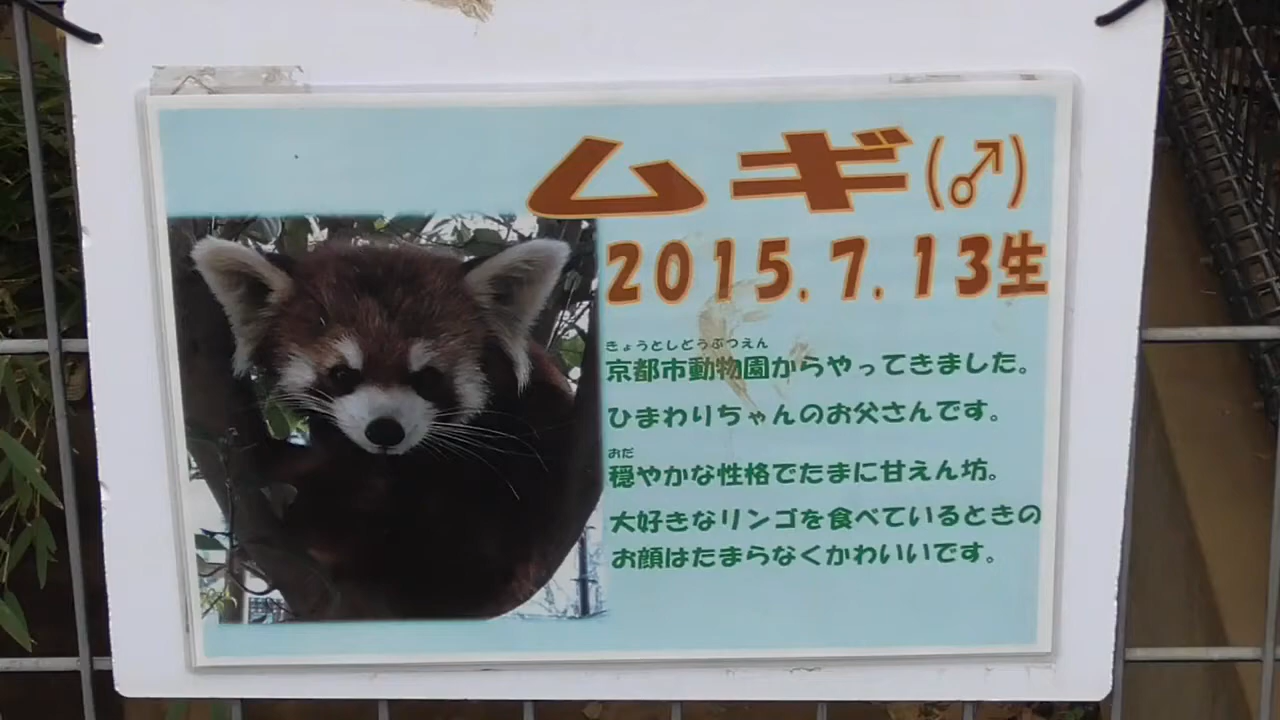 ムギ(♂)
2015.7.13生
きょうとしどうぶつえん
京都市動物園からやってきました。
ひまわりちゃんのお父さんです。
おだ
穏やかな性格でたまに甘えん坊。
大好きなリンゴを食べているときの
お顔はたまらなくかわいいです。